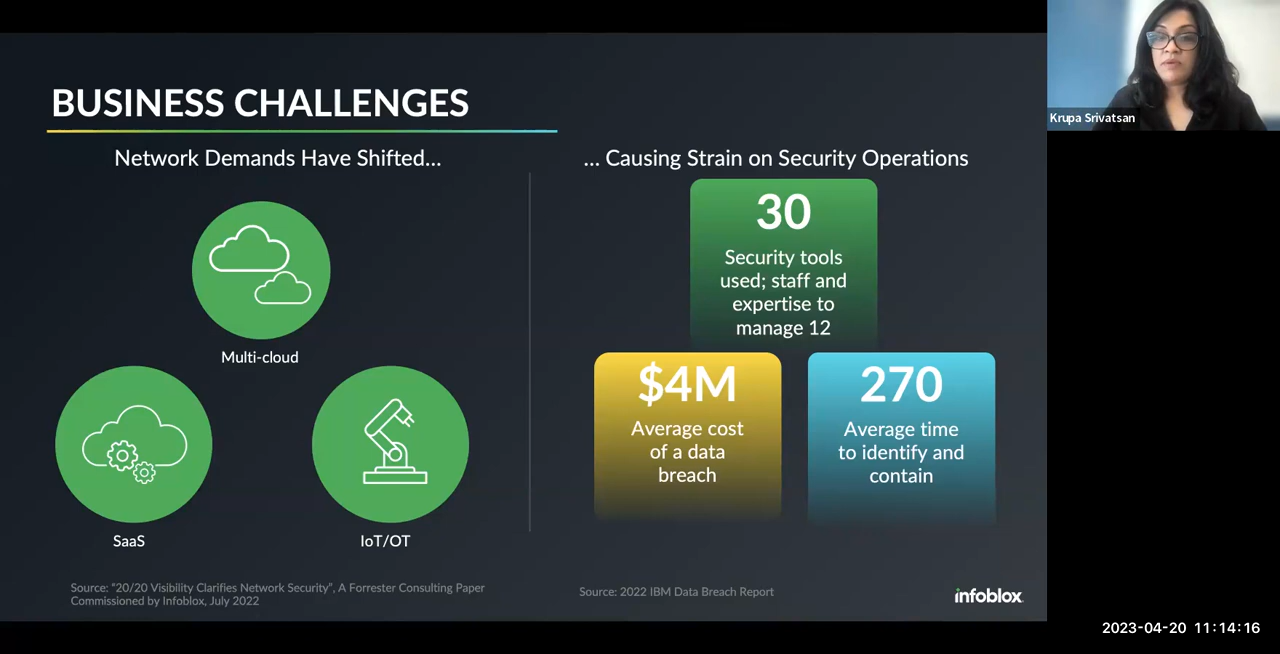 BUSINESS CHALLENGES
Network Demands Have Shifted...
Multi-cloud
SaaS
IoT/OT
Source: "20/20 Visibility Clarifies Network Security", A Forrester Consulting Paper
Commissioned by Infoblox, July 2022
... Causing Strain on Security Operations
30
Security tools
used; staff and
expertise to
manage 12
$4M
Average cost
of a data
breach
270
Average time
to identify and
contain
Source: 2022 IBM Data Breach Report
infoblox.
Krupa Srivatsan
2023-04-20 11:14:16